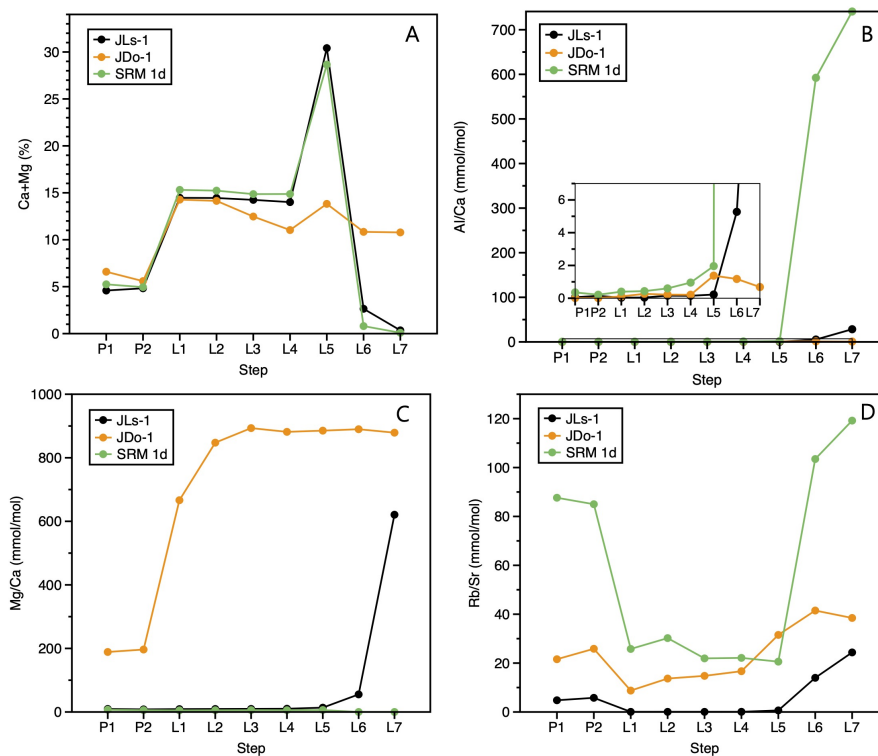 A
JLs-1
JDo-1
SRM 1d
Ca+Mg (%)
30
25
20
15
10
5
0
P1 P2 L1 L2 L3 L4 L5 L6 L7
Step
B
JLs-1
JDo-1
SRM 1d
Al/Ca (mmol/mol)
700
600
500
400
300
200
100
0
6
4
2
0
P1 P2 L1 L2 L3 L4 L5 L6 L7
P1 P2 L1 L2 L3 L4 L5 L6 L7
Step
C
JLs-1
JDo-1
SRM 1d
Mg/Ca (mmol/mol)
1000
800
600
400
200
0
P1 P2 L1 L2 L3 L4 L5 L6 L7
Step
D
JLs-1
JDo-1
SRM 1d
Rb/Sr (mmol/mol)
120
100
80
60
40
20
0
P1 P2 L1 L2 L3 L4 L5 L6 L7
Step